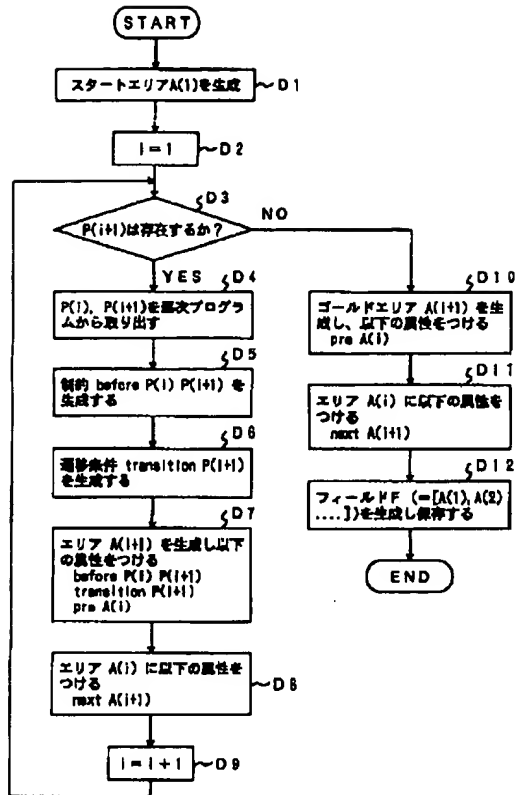 START
スタートエリアA(1)を生成
D1
i=1
D2
D3
P(i+1)は存在するか?
NO
YES
D4
P(i), P(i+1)を逐次プログラ
ムから取り出す
D5
制約 before P(i) P(i+1) を
生成する
D6
遷移条件 transition P(i+1)
を生成する
D7
エリア A(i+1) を生成し以下
の属性をつける
before P(i) P(i+1)
transition P(i+1)
pre A(i)
エリア A(i) に以下の属性を
つける
next A(i+1)
D8
i=i+1
D9
D10
ゴールドエリア A(i+1) を生
成し、以下の属性をつける
pre A(i)
D11
エリア A(i) に以下の属性を
つける
next A(i+1)
D12
フィールドF (=[A(1), A(2)
....])を生成し保存する
END